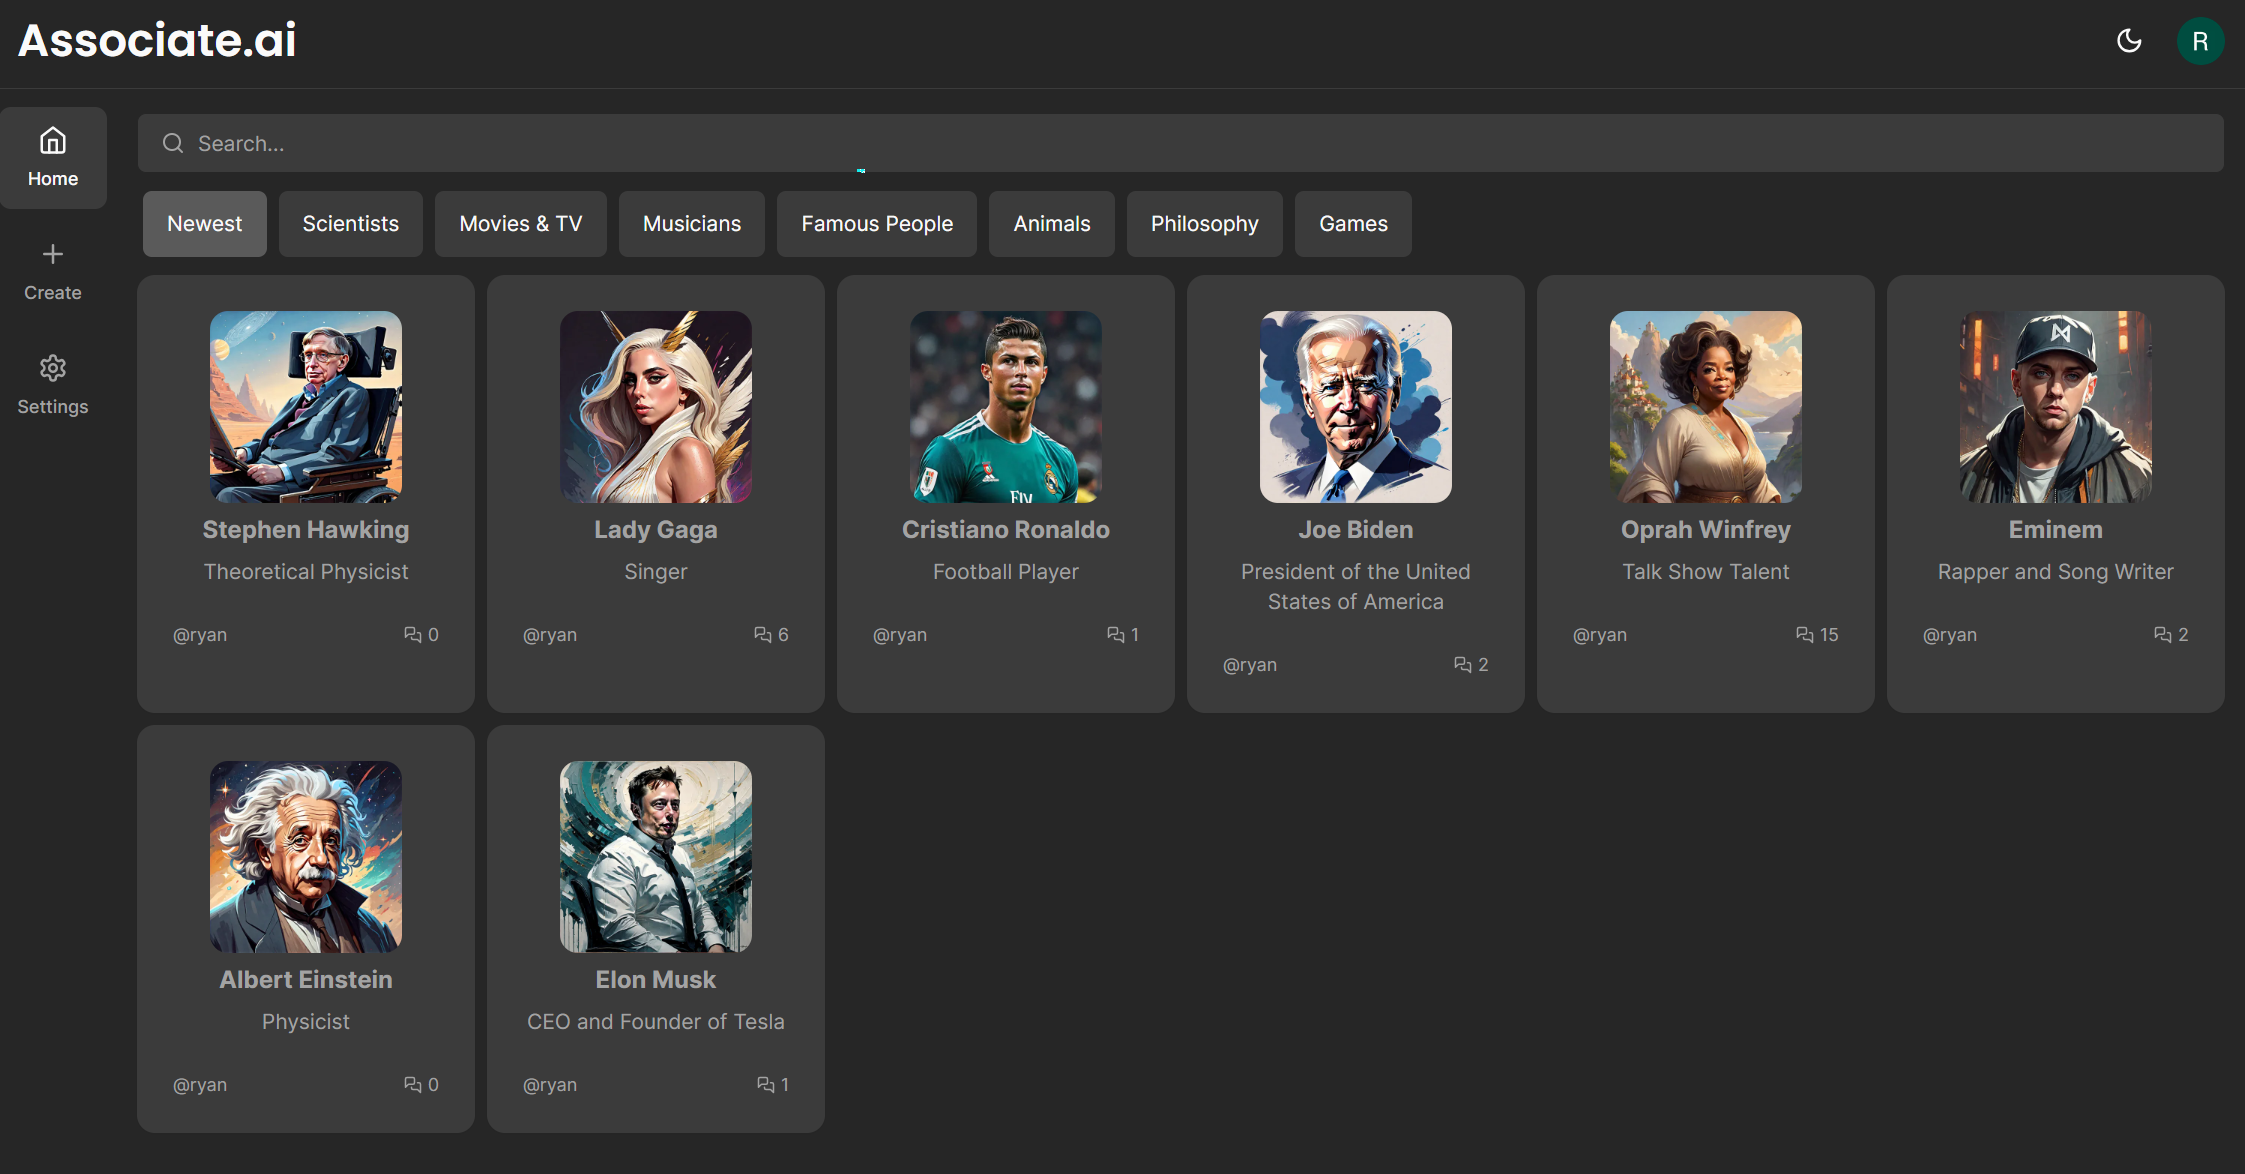 Associate.ai
R
Home
Create
Settings
Search...
Newest
Scientists
Movies & TV
Musicians
Famous People
Animals
Philosophy
Games
Stephen Hawking
Theoretical Physicist
@ryan
0
Lady Gaga
Singer
@ryan
6
Fly
Cristiano Ronaldo
Football Player
@ryan
1
Joe Biden
President of the United
States of America
@ryan
2
Oprah Winfrey
Talk Show Talent
@ryan
15
Eminem
Rapper and Song Writer
@ryan
2
Albert Einstein
Physicist
@ryan
0
Elon Musk
CEO and Founder of Tesla
@ryan
1